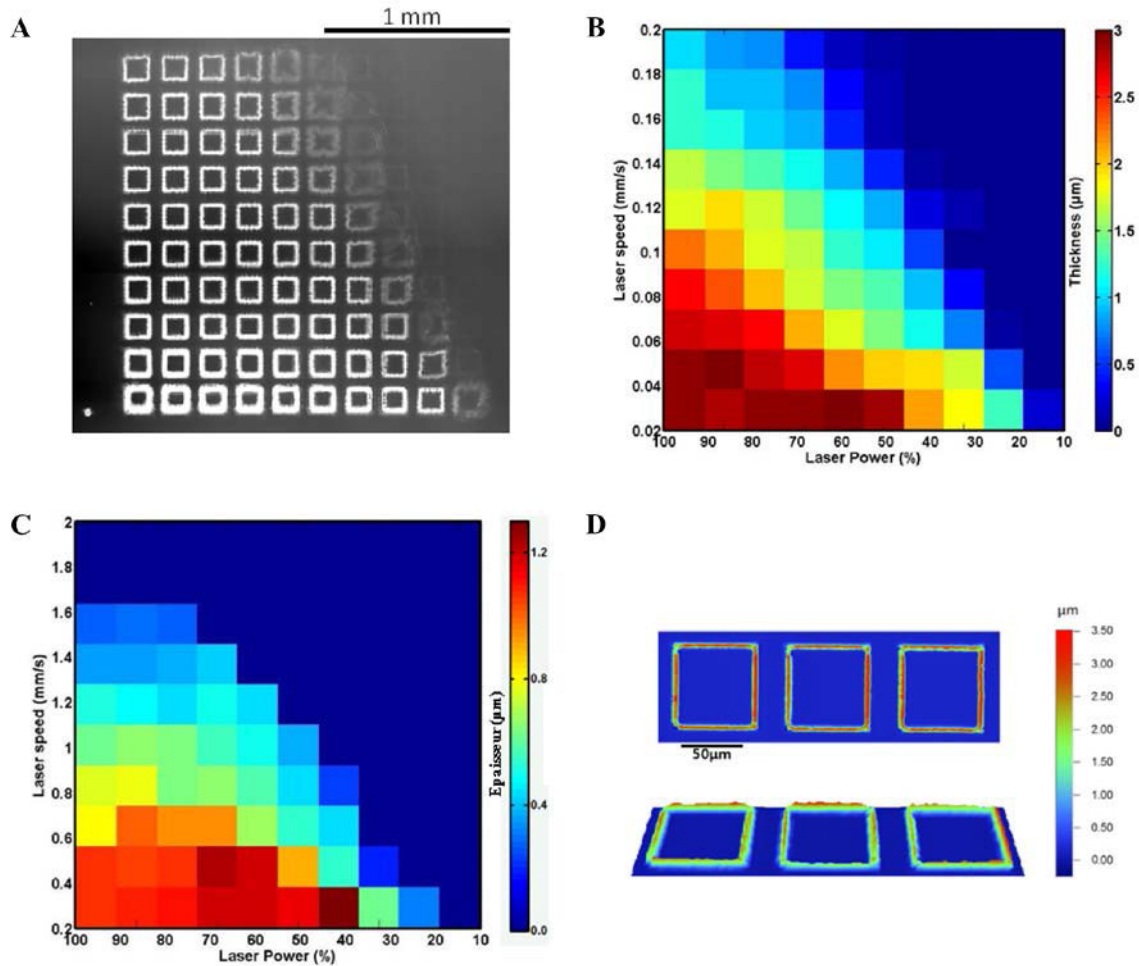 A
1 mm
B
0.2
0.18
0.16
0.14
0.12
0.1
0.08
0.06
0.04
0.02
100 90 80 70 60 50 40 30 20 10
Laser Power (%)
Laser speed (mm/s)
3
2.5
2
1.5
1
0.5
0
Thickness (µm)
C
2
1.8
1.6
1.4
1.2
1
0.8
0.6
0.4
0.2
100 90 80 70 60 50 40 30 20 10
Laser Power (%)
Laser speed (mm/s)
1.2
0.8
0.4
0.0
Epaisseur (µm)
D
50µm
µm
3.50
3.00
2.50
2.00
1.50
1.00
0.50
0.00